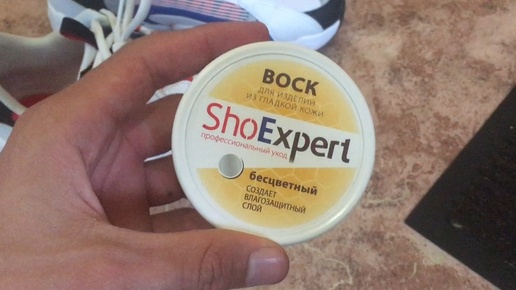 ВОСК
ДЛЯ ИЗДЕЛИЙ
ИЗ ГЛАДКОЙ КОЖИ
ShoExpert
профессиональный уход
бесцветный
СОЗДАЕТ
ВЛАГОЗАЩИТНЫЙ
СЛОЙ